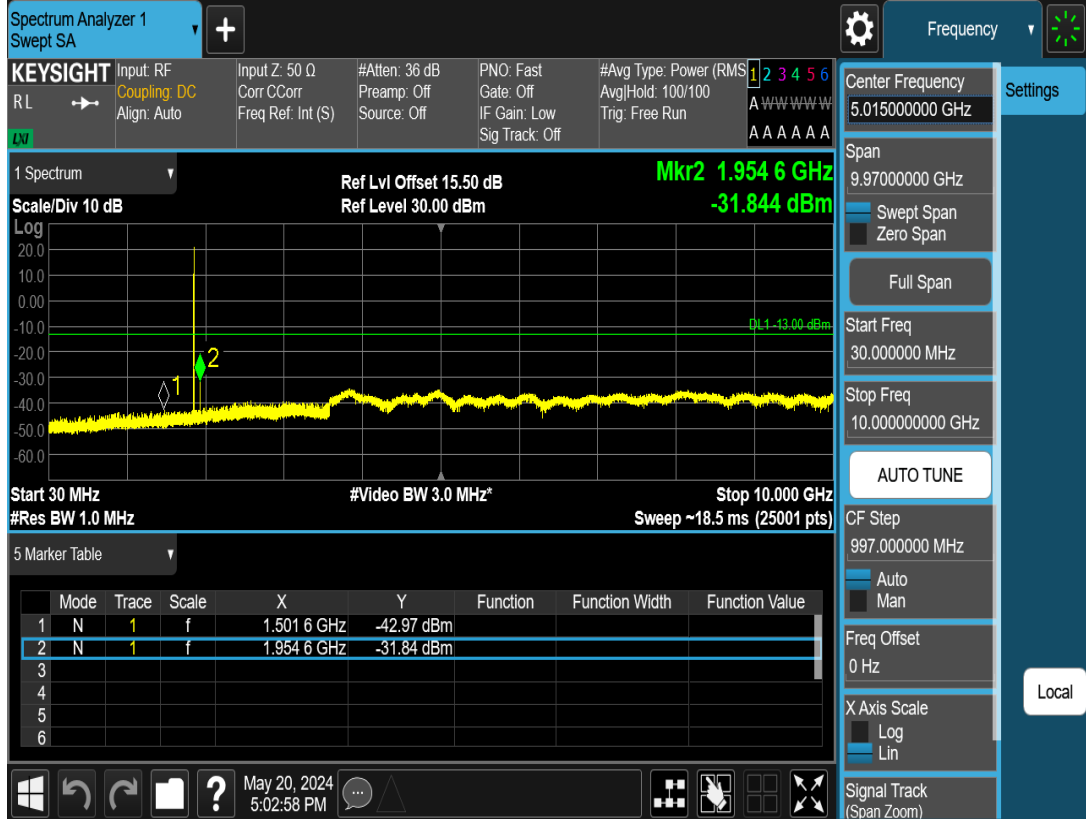 Spectrum Analyzer 1
Swept SA
+
Frequency
KEYSIGHT
RL
LXI
Input: RF
Coupling: DC
Align: Auto
Input Z: 50 Ω
Corr CCorr
Freq Ref: Int (S)
#Atten: 36 dB
Preamp: Off
Source: Off
PNO: Fast
Gate: Off
IF Gain: Low
Sig Track: Off
#Avg Type: Power (RMS
Avg|Hold: 100/100
Trig: Free Run
1 2 3 4 5 6
A W W W W W
A A A A A A
1 Spectrum
Scale/Div 10 dB
Ref Lvl Offset 15.50 dB
Ref Level 30.00 dBm
Mkr2 1.954 6 GHz
-31.844 dBm
Log
20.0
10.0
0.00
-10.0
-20.0
-30.0
-40.0
-50.0
-60.0
DL1 -13.00 dBm
1
2
Start 30 MHz
#Video BW 3.0 MHz*
Stop 10.000 GHz
#Res BW 1.0 MHz
Sweep ~18.5 ms (25001 pts)
5 Marker Table
Mode Trace Scale X Y Function Function Width Function Value
1 N 1 f 1.501 6 GHz -42.97 dBm
2 N 1 f 1.954 6 GHz -31.84 dBm
3
4
5
6
?
May 20, 2024
5:02:58 PM
Center Frequency
5.015000000 GHz
Settings
Span
9.97000000 GHz
Swept Span
Zero Span
Full Span
Start Freq
30.000000 MHz
Stop Freq
10.000000000 GHz
AUTO TUNE
CF Step
997.000000 MHz
Auto
Man
Freq Offset
0 Hz
Local
X Axis Scale
Log
Lin
Signal Track
(Span Zoom)